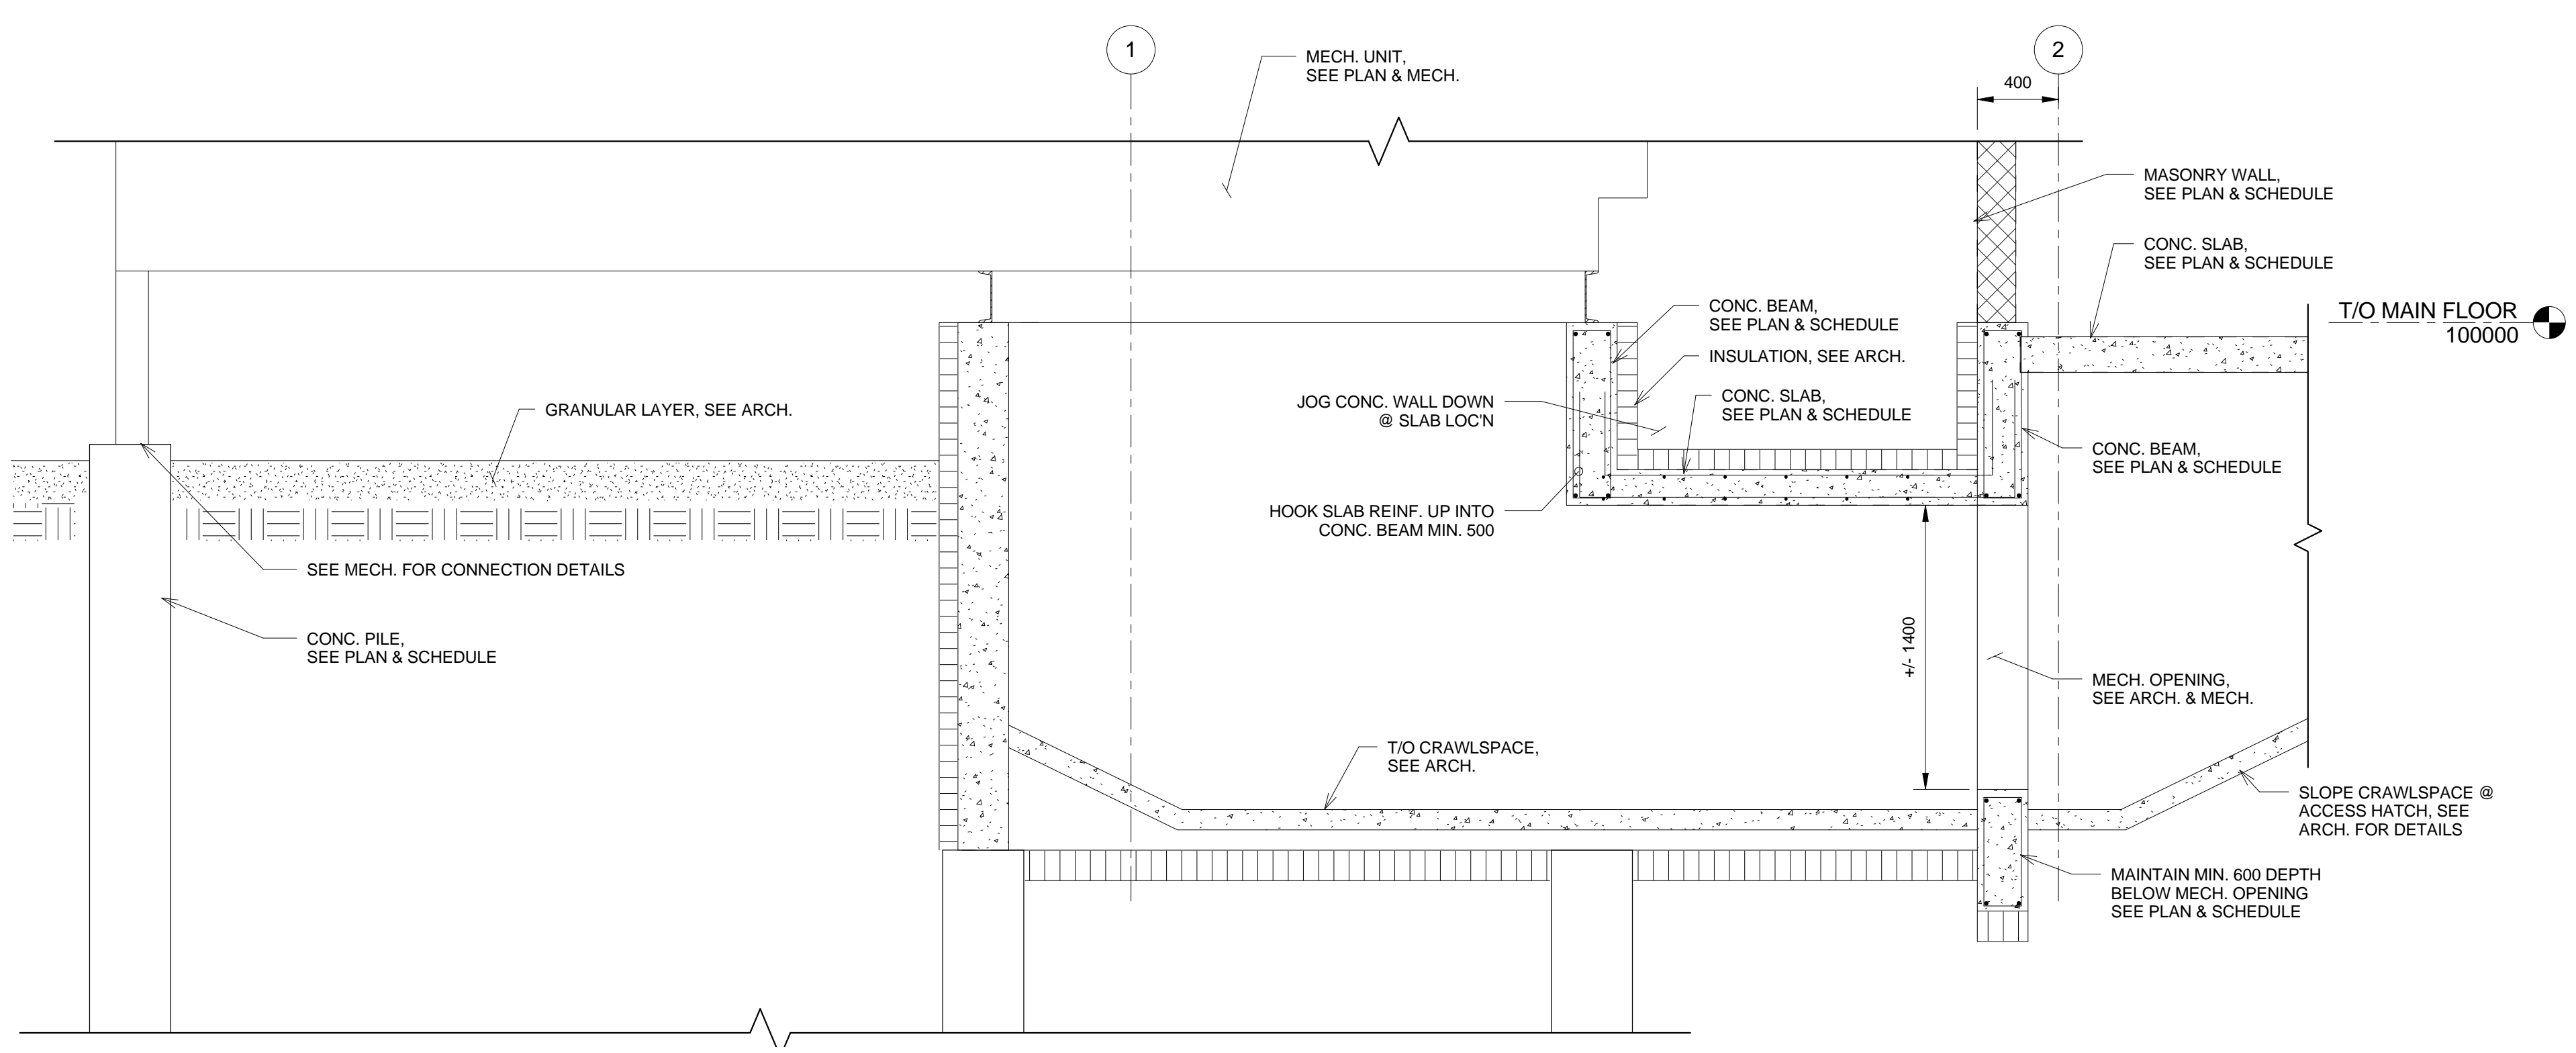 1
2
MECH. UNIT,
SEE PLAN & MECH.
400
MASONRY WALL,
SEE PLAN & SCHEDULE
CONC. SLAB,
SEE PLAN & SCHEDULE
T/O MAIN FLOOR
100000
CONC. BEAM,
SEE PLAN & SCHEDULE
INSULATION, SEE ARCH.
CONC. SLAB,
SEE PLAN & SCHEDULE
JOG CONC. WALL DOWN
@ SLAB LOC'N
GRANULAR LAYER, SEE ARCH.
CONC. BEAM,
SEE PLAN & SCHEDULE
HOOK SLAB REINF. UP INTO
CONC. BEAM MIN. 500
SEE MECH. FOR CONNECTION DETAILS
CONC. PILE,
SEE PLAN & SCHEDULE
+/- 1400
MECH. OPENING,
SEE ARCH. & MECH.
T/O CRAWLSPACE,
SEE ARCH.
SLOPE CRAWLSPACE @
ACCESS HATCH, SEE
ARCH. FOR DETAILS
MAINTAIN MIN. 600 DEPTH
BELOW MECH. OPENING
SEE PLAN & SCHEDULE